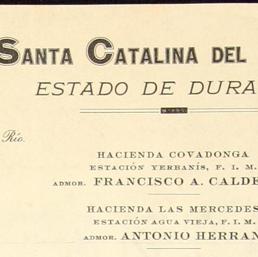 SANTA CATALINA DEL
ESTADO DE DURA
Río.
HACIENDA COVADONGA
ESTACIÓN YERBANÍS, F. I. M.
ADMOR. FRANCISCO A. CALDE
HACIENDA LAS MERCEDES
ESTACIÓN AGUA VIEJA, F. I. M.
ADMOR. ANTONIO HERRAN